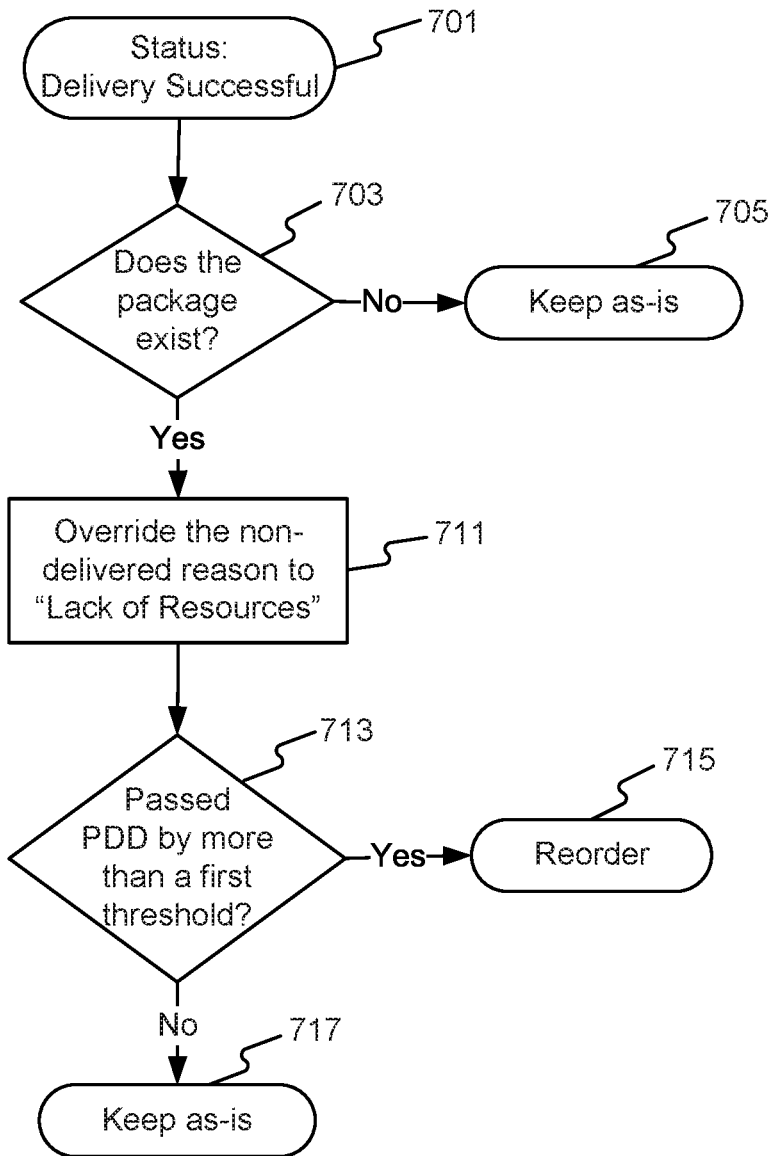 Status:
Delivery Successful
701
703
Does the
package
exist?
No
705
Keep as-is
Yes
Override the non-
delivered reason to
“Lack of Resources”
711
713
Passed
PDD by more
than a first
threshold?
Yes
715
Reorder
No
717
Keep as-is